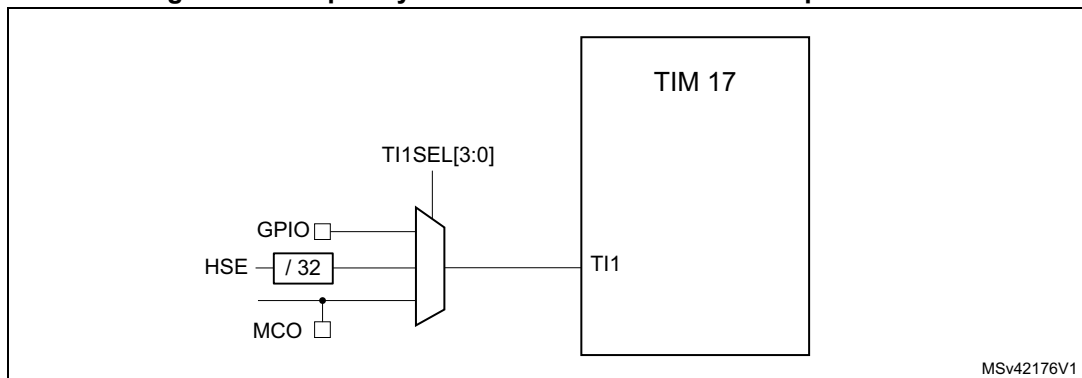 TIM 17
TI1SEL[3:0]
GPIO
HSE
/ 32
TI1
MCO
MSv42176V1